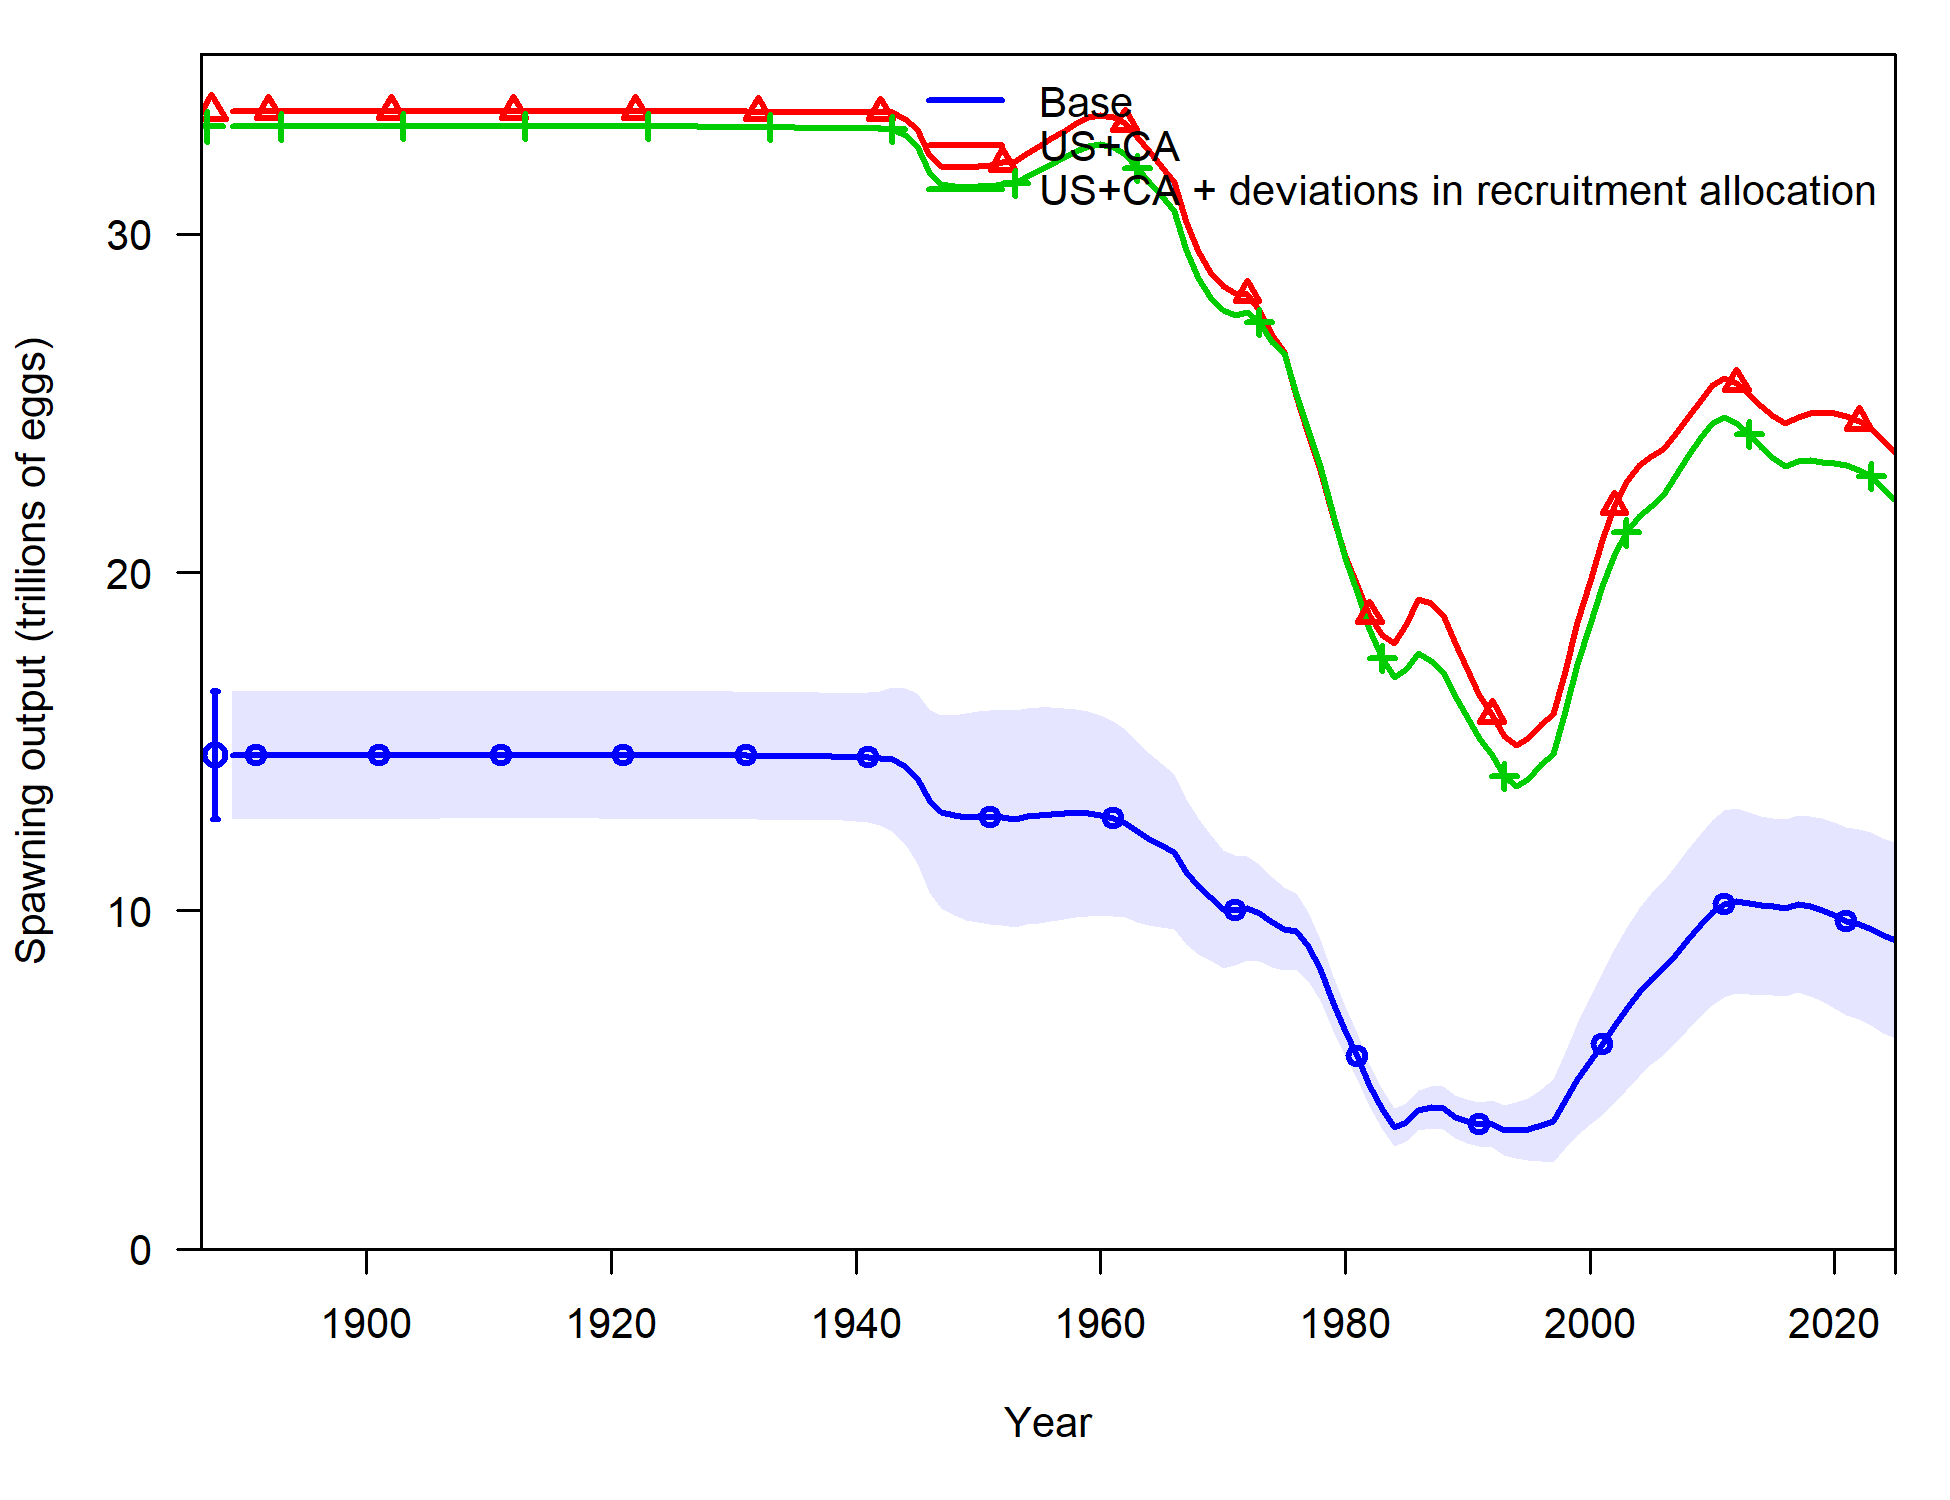 Base
US+CA
US+CA + deviations in recruitment allocation
Spawning output (trillions of eggs)
30
20
10
0
1900 1920 1940 1960 1980 2000 2020
Year